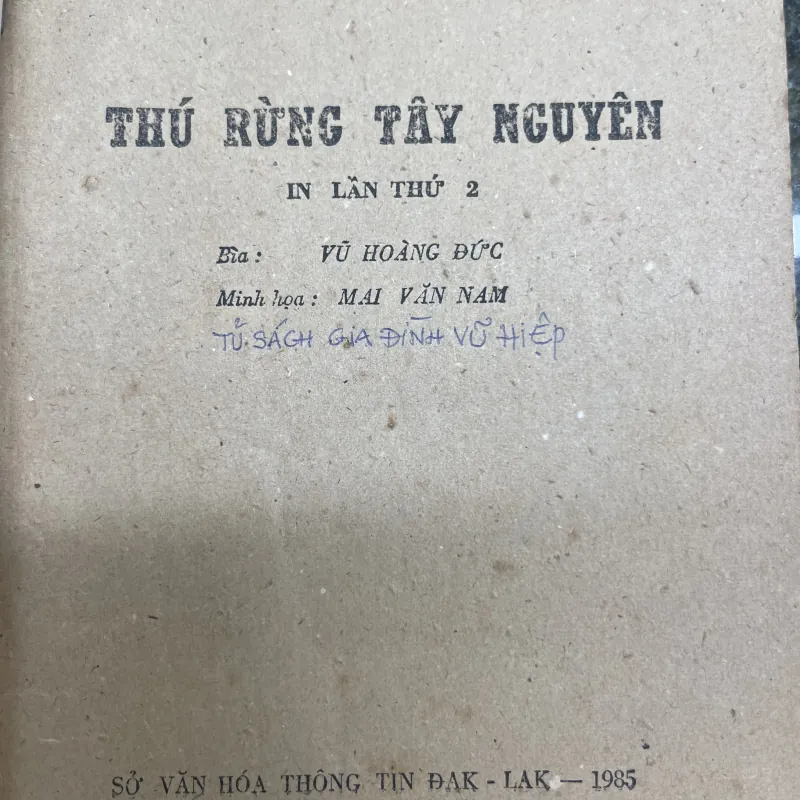 THÚ RỪNG TÂY NGUYÊN
IN LẦN THỨ 2
Bìa : VŨ HOÀNG ĐỨC
Minh họa : MAI VĂN NAM
TỦ SÁCH GIA ĐÌNH VŨ HIỆP
SỞ VĂN HÓA THÔNG TIN ĐAK - LAK — 1985